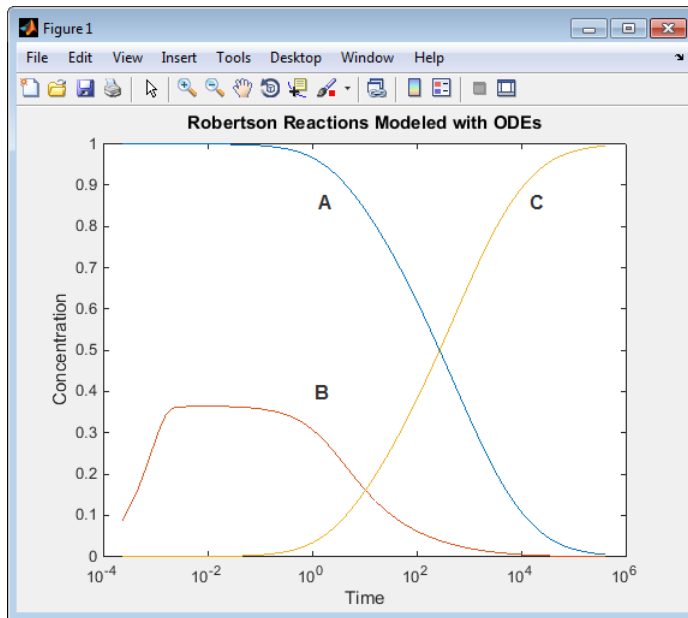 Figure 1
File Edit View Insert Tools Desktop Window Help
Robertson Reactions Modeled with ODEs
1
0.9
0.8
0.7
0.6
0.5
0.4
0.3
0.2
0.1
0
Concentration
A
B
C
10^-4 10^-2 10^0 10^2 10^4 10^6
Time